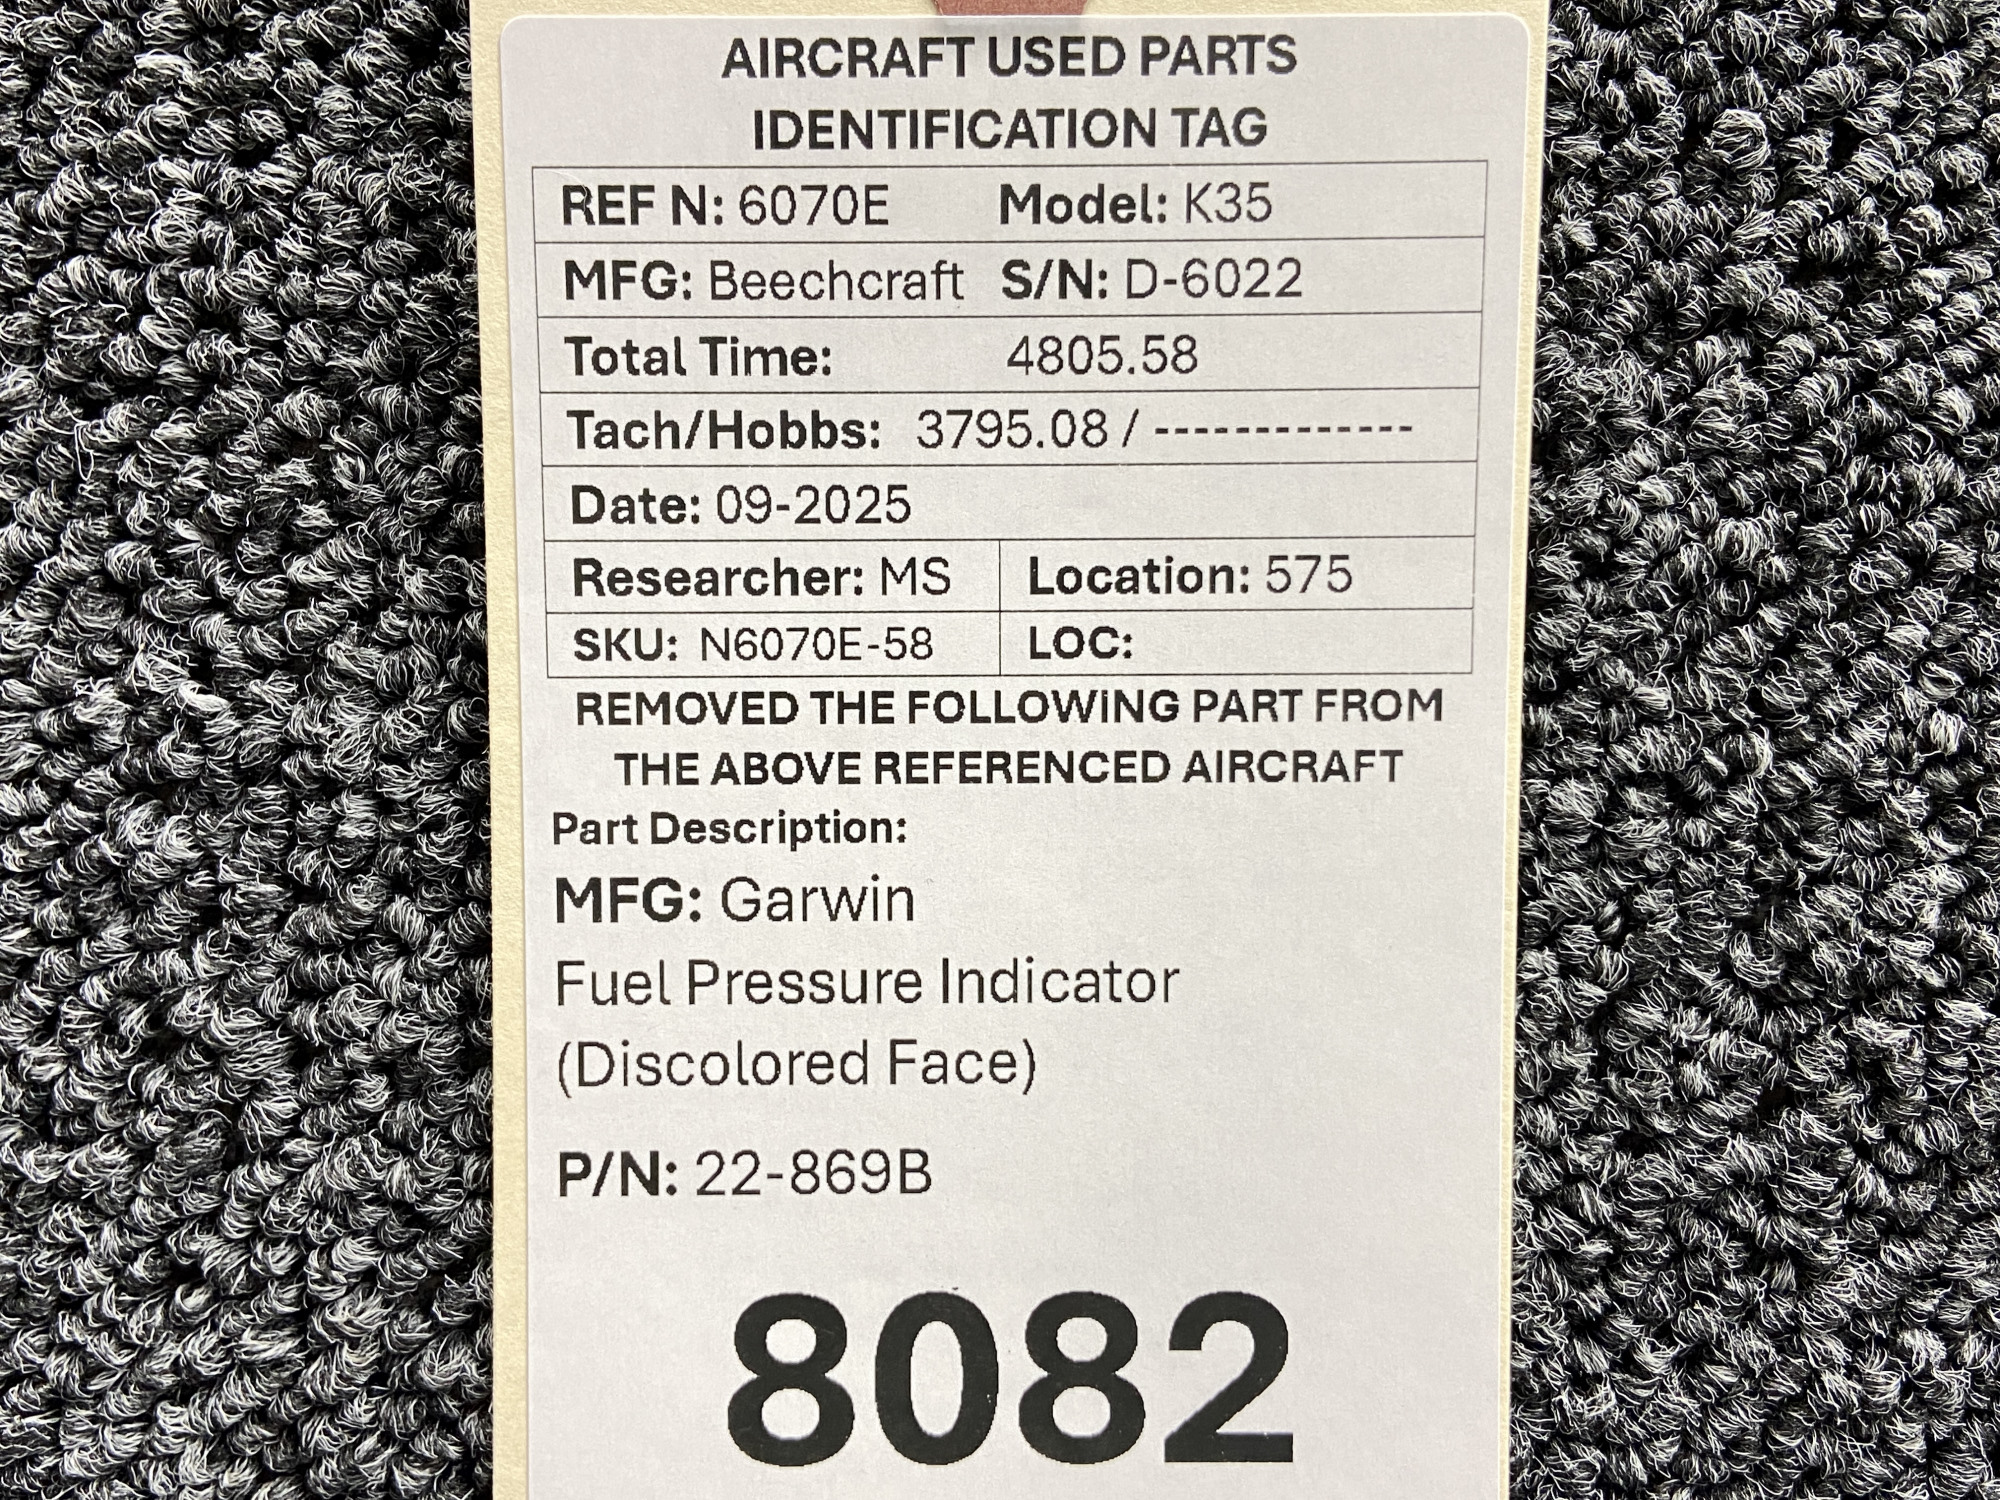 AIRCRAFT USED PARTS
IDENTIFICATION TAG
REF N: 6070E Model: K35
MFG: Beechcraft S/N: D-6022
Total Time: 4805.58
Tach/Hobbs: 3795.08 / -------------
Date: 09-2025
Researcher: MS Location: 575
SKU: N6070E-58 LOC:
REMOVED THE FOLLOWING PART FROM
THE ABOVE REFERENCED AIRCRAFT
Part Description:
MFG: Garwin
Fuel Pressure Indicator
(Discolored Face)
P/N: 22-869B
8082